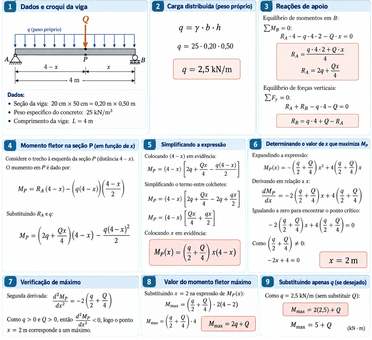 1 Dados e croqui da viga
Q
q (peso próprio)
A
P
B
4 − x
x
4 m
Dados:
• Seção da viga: 20 cm × 50 cm = 0,20 m × 0,50 m
• Peso específico do concreto: 25 kN/m³
• Comprimento da viga: L = 4 m
2 Carga distribuída (peso próprio)
q = γ · b · h
q = 25 · 0,20 · 0,50
q = 2,5 kN/m
3 Reações de apoio
Equilíbrio de momentos em B:
∑M_B = 0:
R_A · 4 − q · 4 · 2 − Q · x = 0
R_A = (q · 4 · 2 + Q · x)/4
R_A = 2q + Qx/4
Equilíbrio de forças verticais:
∑F_y = 0:
R_A + R_B − q · 4 − Q = 0
R_B = q · 4 + Q − R_A
4 Momento fletor na seção P (em função de x)
Considere o trecho à esquerda da seção P (distância 4 − x).
O momento em P é dado por
M_P = R_A (4 − x) − (q(4 − x))((4 − x)/2)
Substituindo R_A e q:
M_P = (2q + Qx/4)(4 − x) − q(4 − x)²/2
5 Simplificando a expressão
Colocando (4 − x) em evidência:
M_P = (4 − x)[2q + Qx/4 − q(4 − x)/2]
Simplificando o termo entre colchetes:
M_P = (4 − x)[2q + Qx/4 − 2q + qx/2]
M_P = (4 − x)[Qx/4 + qx/2]
Colocando x em evidência:
M_P(x) = (q/2 + Q/4) x(4 − x)
6 Determinando o valor de x que maximiza M_P
Expandindo a expressão:
M_P(x) = −(q/2 + Q/4)x² + 4(q/2 + Q/4)x
Derivando em relação a x:
dM_P/dx = −2(q/2 + Q/4)x + 4(q/2 + Q/4)
Igualando a zero para encontrar o ponto crítico:
−2(q/2 + Q/4)x + 4(q/2 + Q/4) = 0
Como (q/2 + Q/4) ≠ 0:
−2x + 4 = 0
x = 2 m
7 Verificação de máximo
Segunda derivada: d²M_P/dx² = −2(q/2 + Q/4)
Como q > 0 e Q > 0, então d²M_P/dx² < 0, logo o ponto
x = 2 m corresponde a um máximo.
8 Valor do momento fletor máximo
Substituindo x = 2 na expressão de M_P(x):
M_max = (q/2 + Q/4) · 2(4 − 2)
M_max = (q/2 + Q/4) · 4
M_max = 2q + Q
9 Substituindo apenas q (se desejado)
Como q = 2,5 kN/m (sem substituir Q):
M_max = 2(2,5) + Q
M_max = 5 + Q
(kN·m)